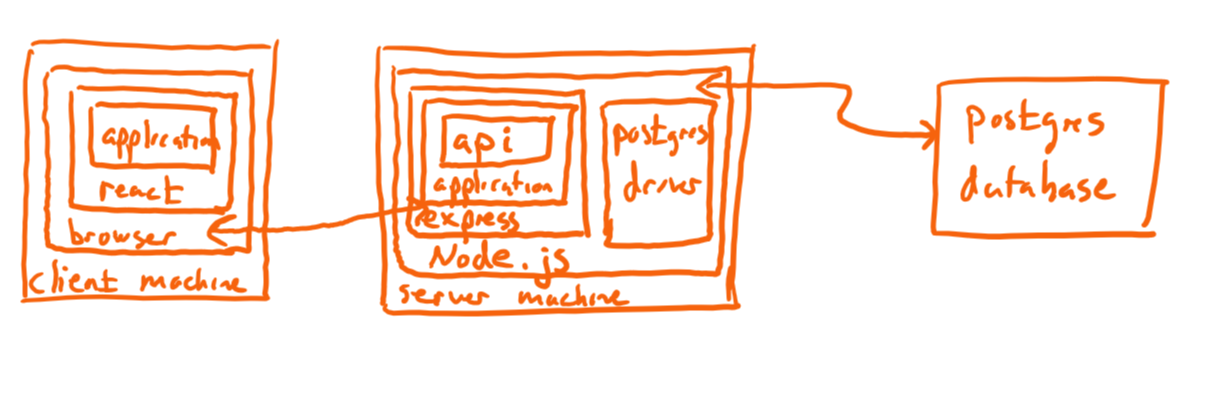 application
react
browser
client machine
api
application
express
Node.js
server machine
postgres
driver
postgres
database